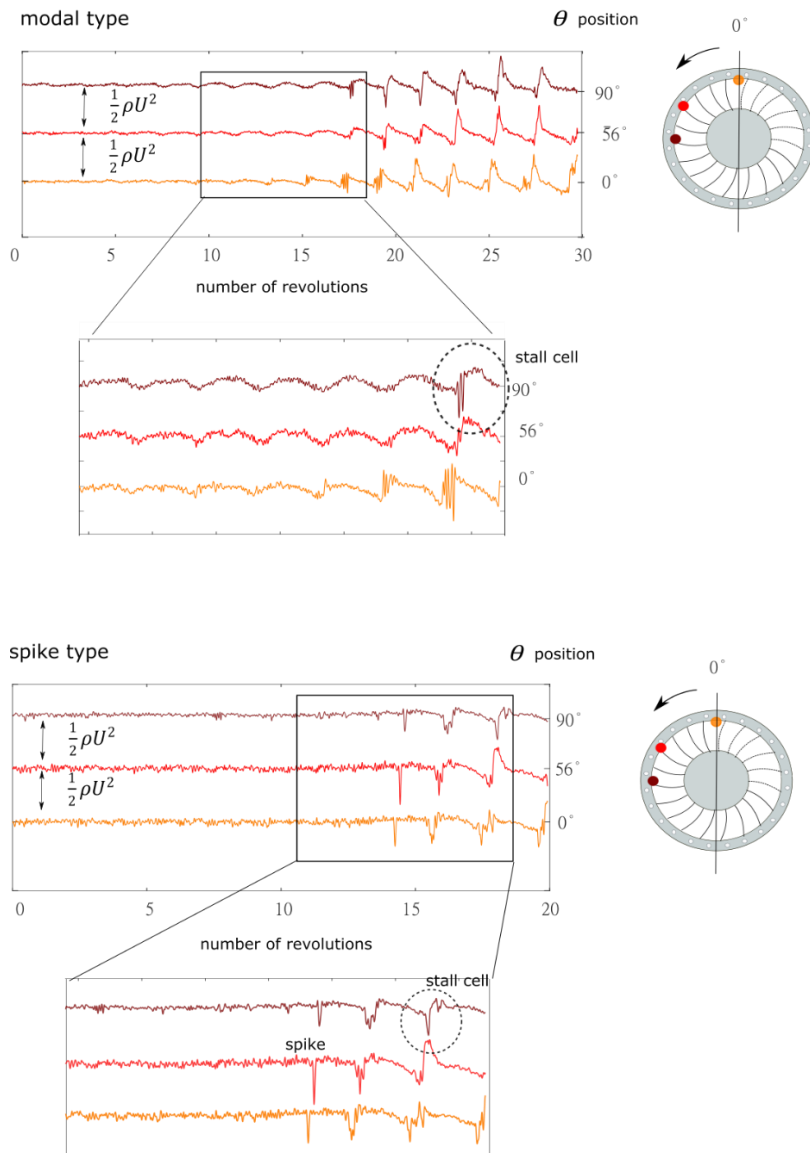 modal type
θ position
0°
½ρU²
½ρU²
90°
56°
0°
0 5 10 15 20 25 30
number of revolutions
stall cell
90°
56°
0°
spike type
θ position
0°
½ρU²
½ρU²
90°
56°
0°
0 5 10 15 20
number of revolutions
stall cell
spike